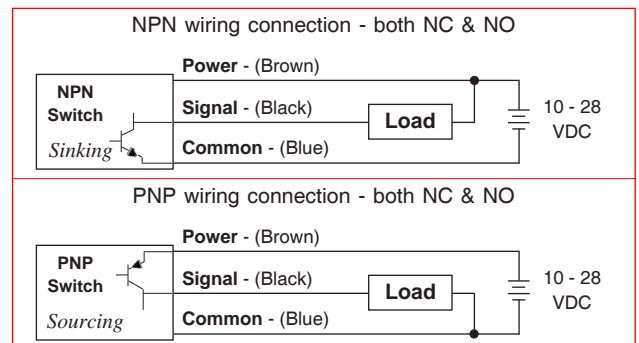 NPN wiring connection - both NC & NO
Power - (Brown)
NPN
Switch
Signal - (Black)
Load
10 - 28
VDC
Sinking
Common - (Blue)
PNP wiring connection - both NC & NO
Power - (Brown)
PNP
Switch
Signal - (Black)
Load
10 - 28
VDC
Sourcing
Common - (Blue)